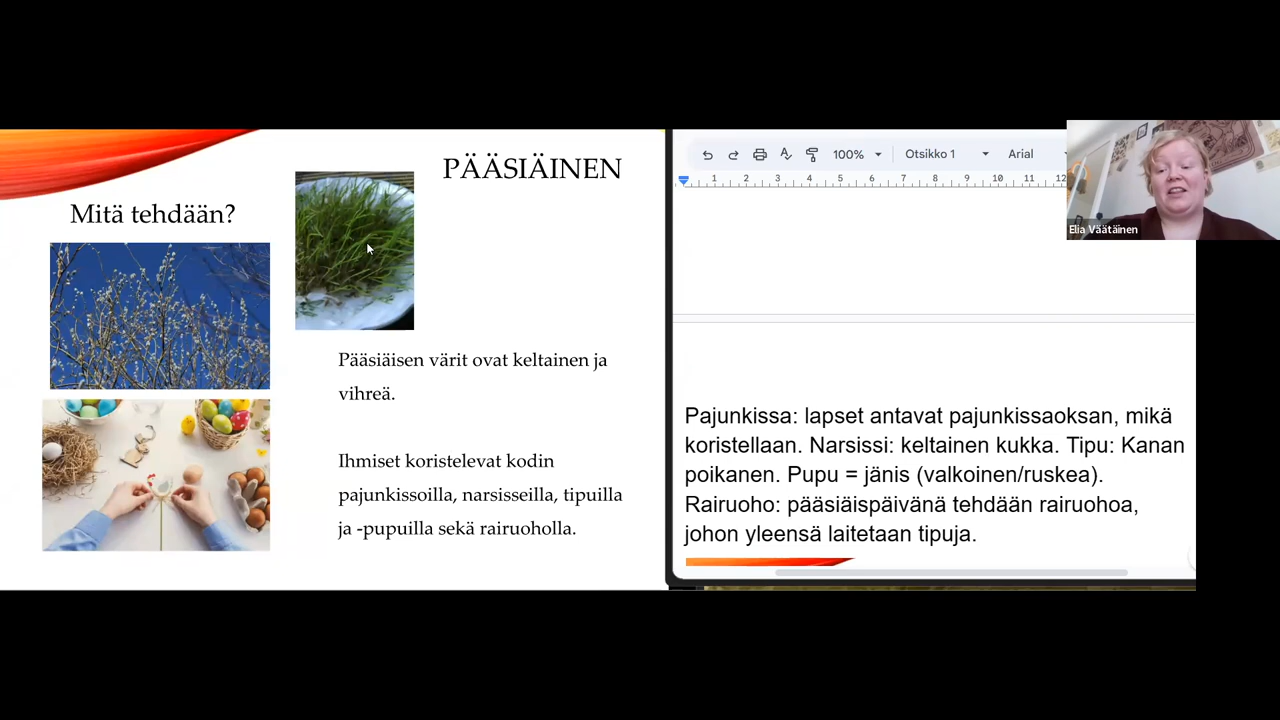 PÄÄSIÄINEN
Mitä tehdään?
Pääsiäisen värit ovat keltainen ja
vihreä.
Ihmiset koristelevat kodin
pajunkissoilla, narsisseilla, tipuilla
ja -pupuilla sekä rairuoholla.
100%
Otsikko 1
Arial
1 2 3 4 5 6 7 8 9 10 11 12
Elia Väätäinen
Pajunkissa: lapset antavat pajunkissaoksan, mikä
koristellaan. Narsissi: keltainen kukka. Tipu: Kanan
poikanen. Pupu = jänis (valkoinen/ruskea).
Rairuoho: pääsiäispäivänä tehdään rairuohoa,
johon yleensä laitetaan tipuja.